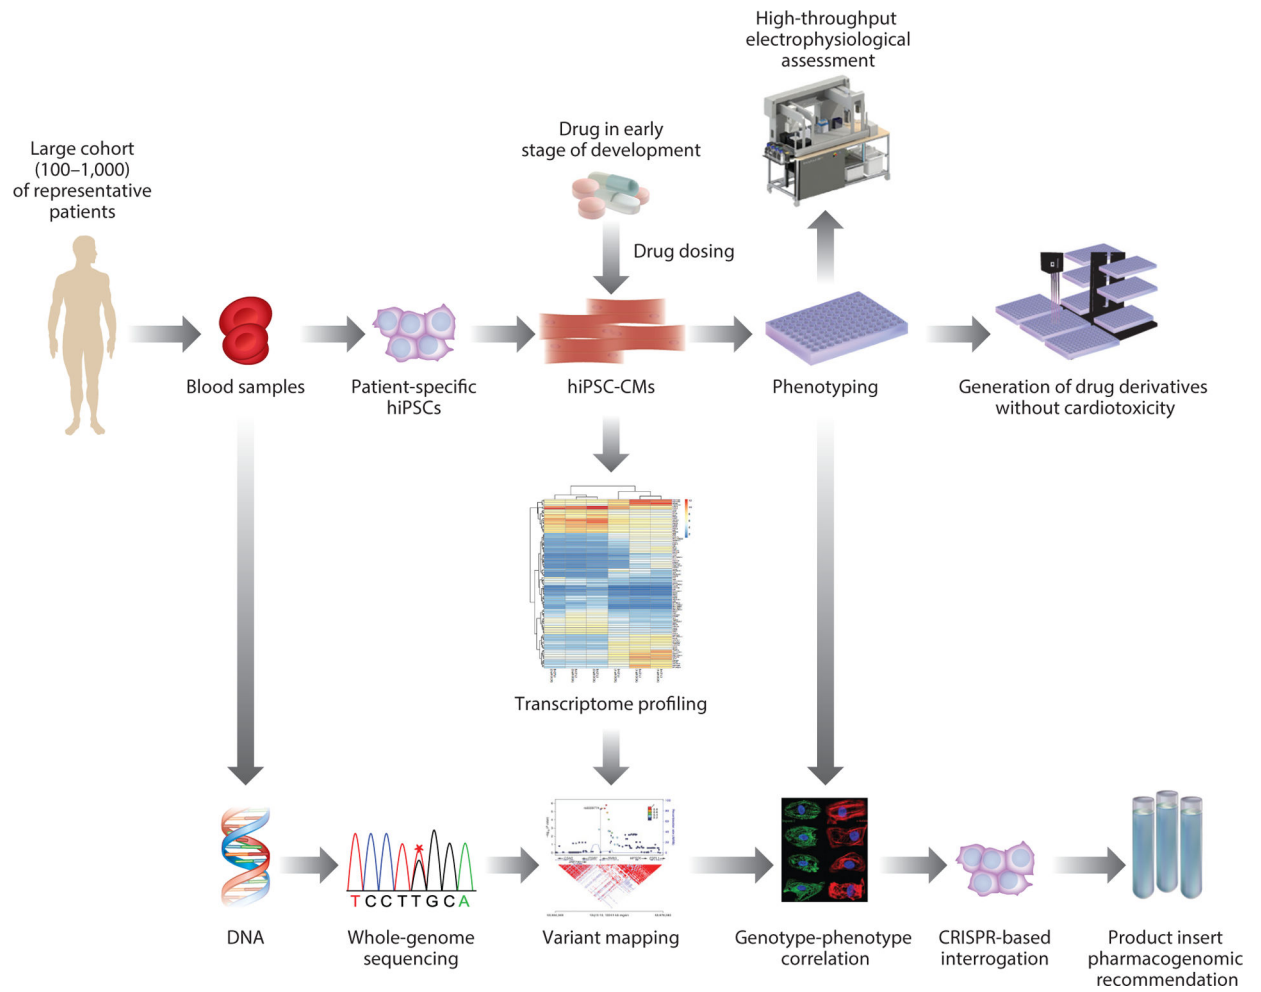 High-throughput
electrophysiological
assessment
Drug in early
stage of development
Large cohort
(100–1,000)
of representative
patients
Drug dosing
Blood samples
Patient-specific
hiPSCs
hiPSC-CMs
Phenotyping
Generation of drug derivatives
without cardiotoxicity
Transcriptome profiling
TCCTTGCA
DNA
Whole-genome
sequencing
Variant mapping
Genotype-phenotype
correlation
CRISPR-based
interrogation
Product insert
pharmacogenomic
recommendation